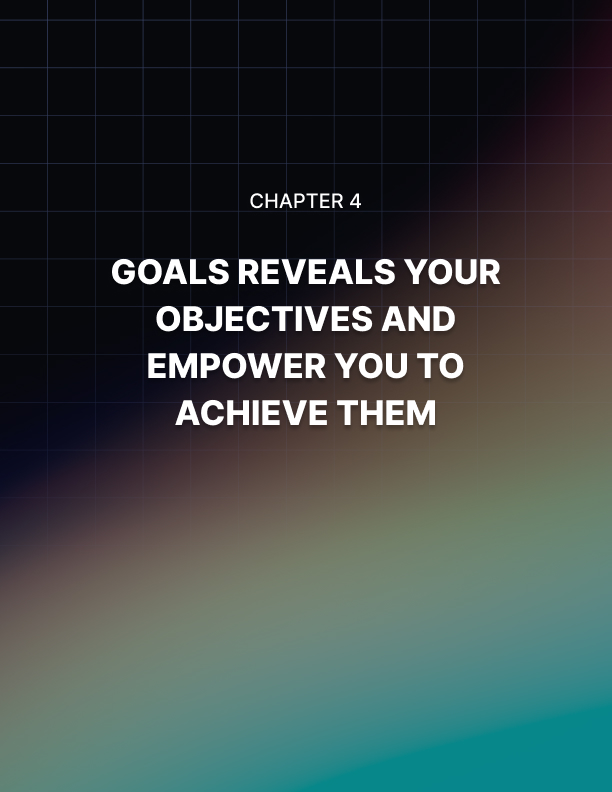 CHAPTER 4
GOALS REVEALS YOUR
OBJECTIVES AND
EMPOWER YOU TO
ACHIEVE THEM